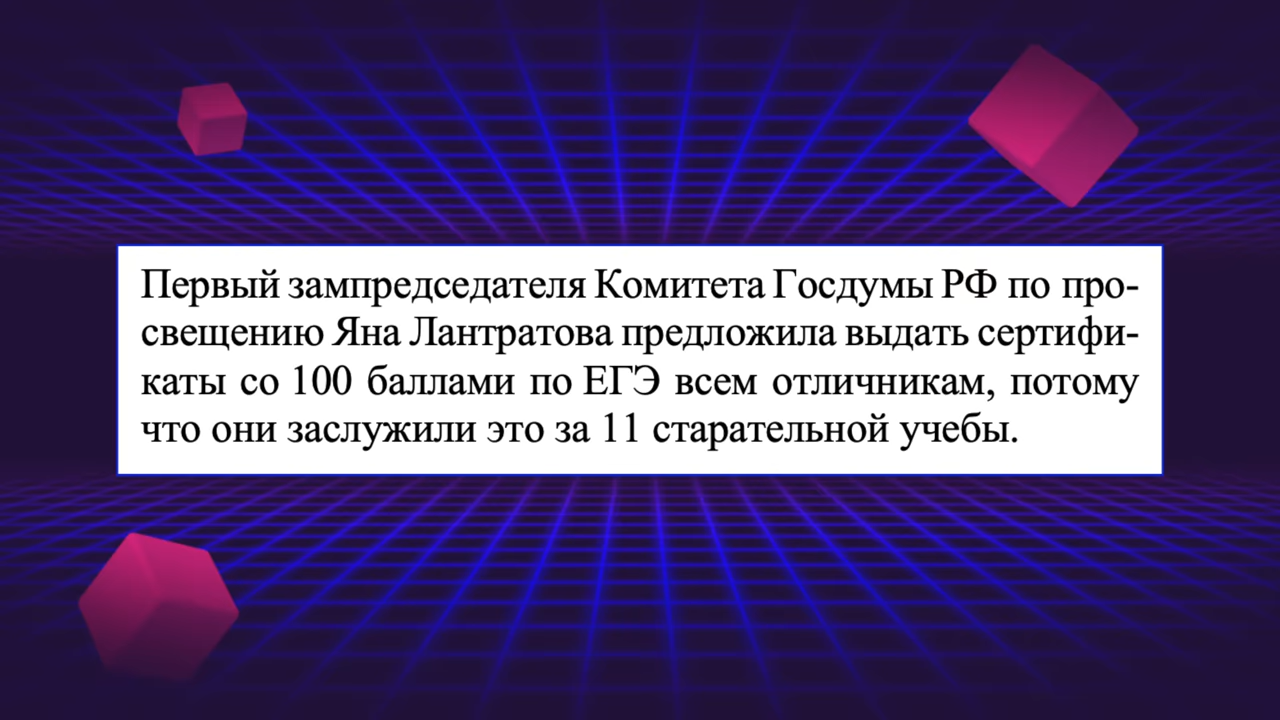 Первый зампредседателя Комитета Госдумы РФ по про-
свещению Яна Лантратова предложила выдать сертифи-
каты со 100 баллами по ЕГЭ всем отличникам, потому
что они заслужили это за 11 старательной учебы.